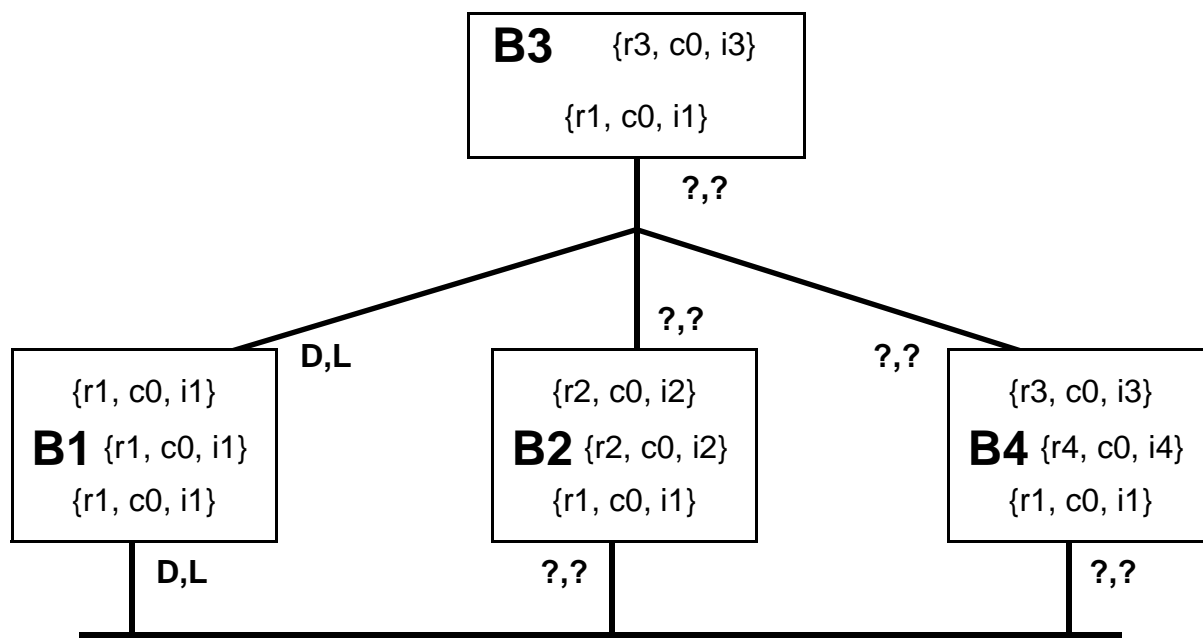 B3 {r3, c0, i3}
{r1, c0, i1}
?,?
?,?
D,L
?,?
{r1, c0, i1}
B1 {r1, c0, i1}
{r1, c0, i1}
{r2, c0, i2}
B2 {r2, c0, i2}
{r1, c0, i1}
{r3, c0, i3}
B4 {r4, c0, i4}
{r1, c0, i1}
D,L
?,?
?,?